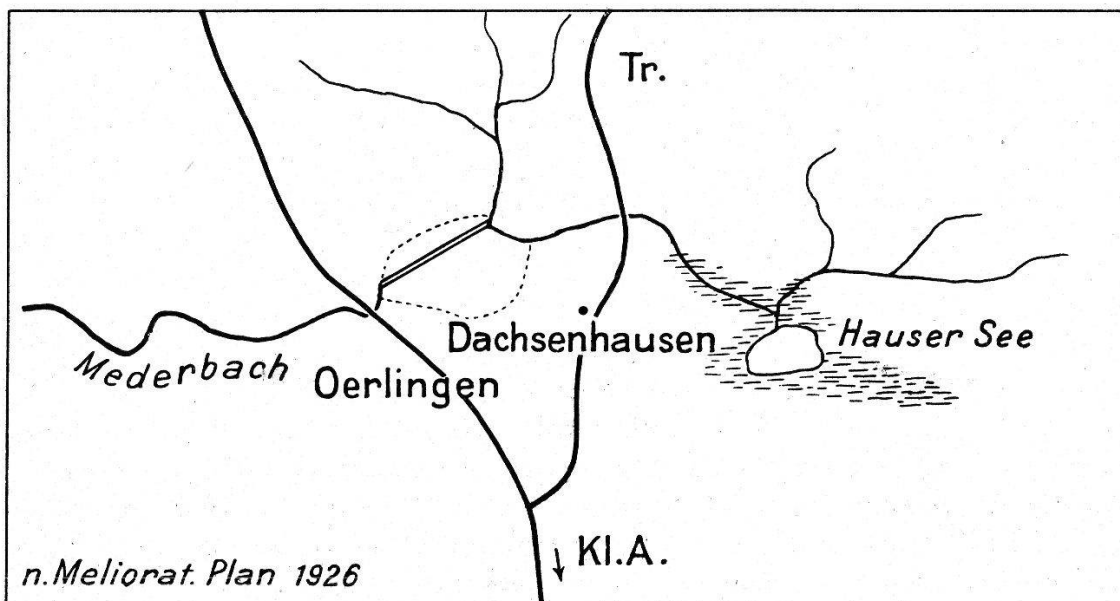 Tr.
Dachsenhausen
Hauser See
Mederbach
Oerlingen
Kl.A.
n. Meliorat. Plan 1926